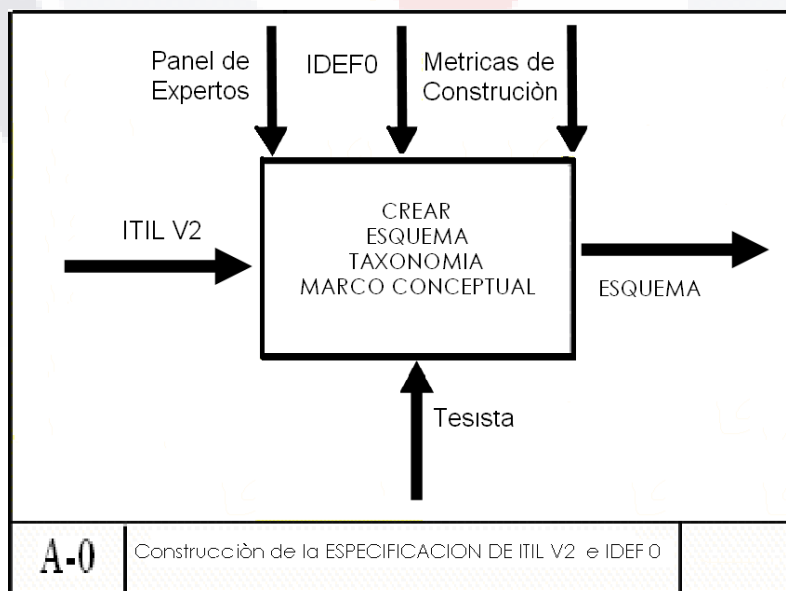 Panel de
Expertos
IDEF0
Metricas de
Construciòn
ITIL V2
CREAR
ESQUEMA
TAXONOMIA
MARCO CONCEPTUAL
ESQUEMA
Tesista
A-0
Construcciòn de la ESPECIFICACION DE ITIL V2 e IDEF 0